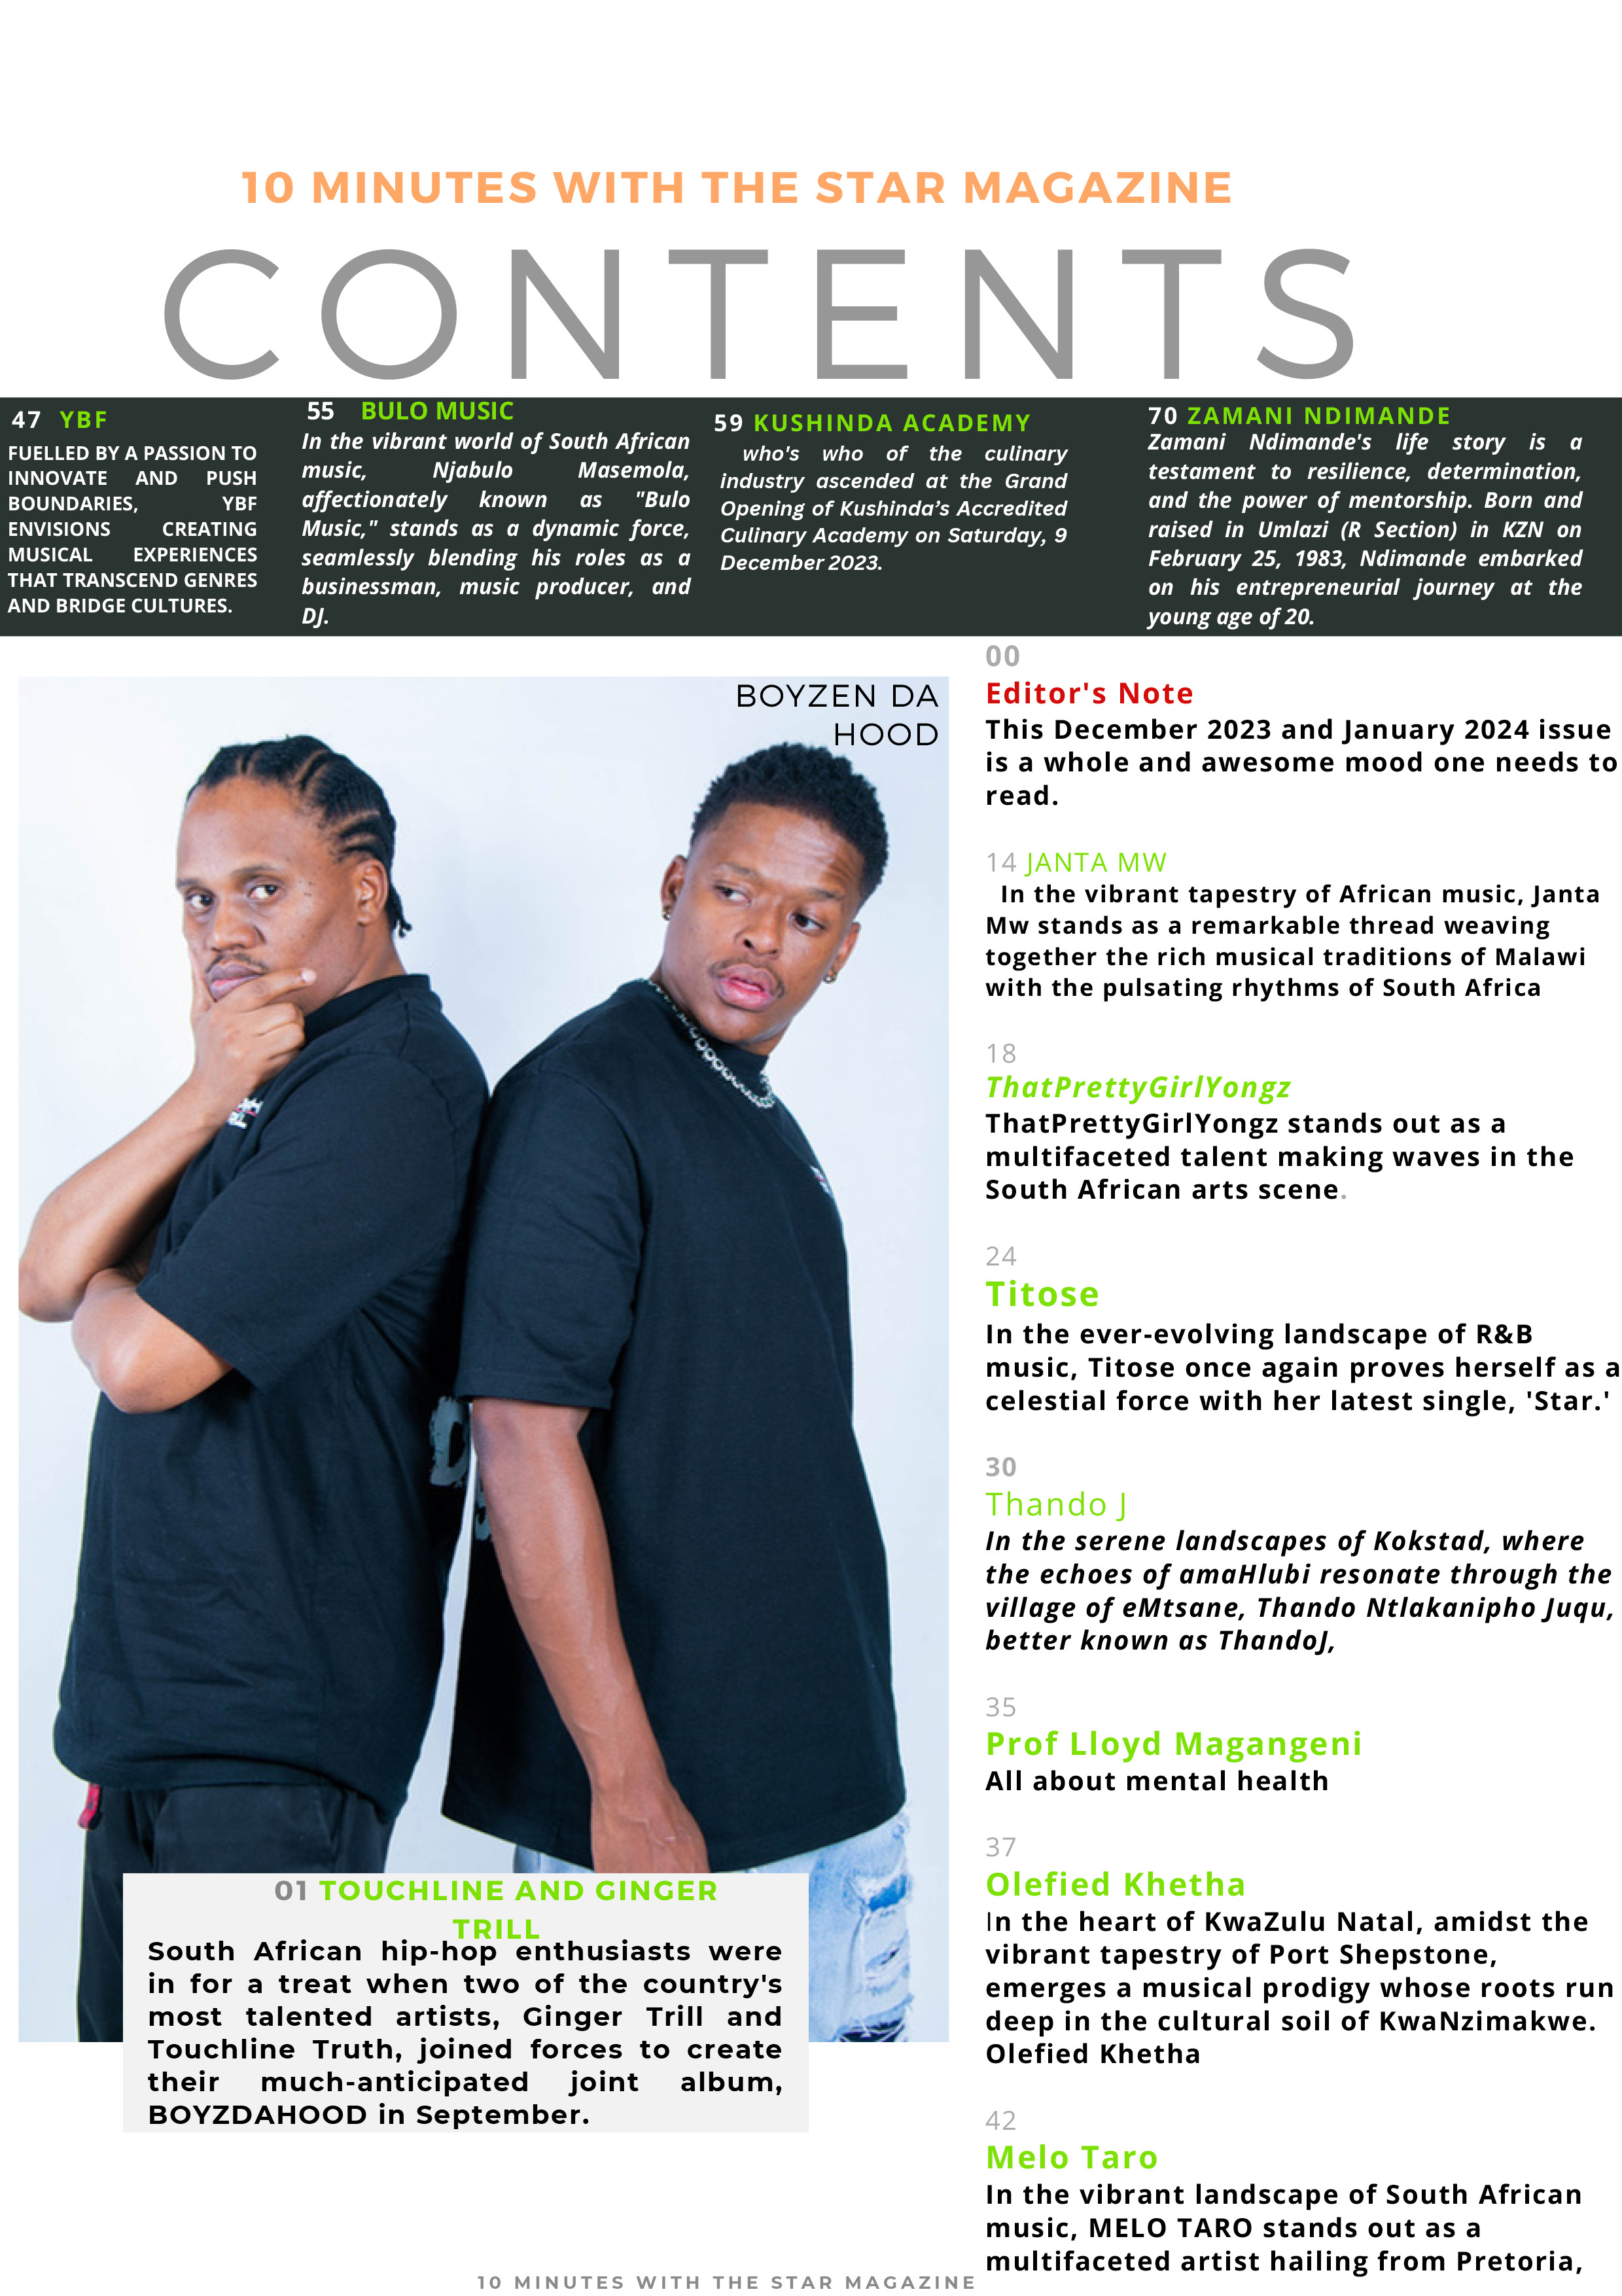 10 MINUTES WITH THE STAR MAGAZINE
CONTENTS
47 YBF
FUELLED BY A PASSION TO
INNOVATE AND PUSH
BOUNDARIES, YBF
ENVISIONS CREATING
MUSICAL EXPERIENCES
THAT TRANSCEND GENRES
AND BRIDGE CULTURES.
55 BULO MUSIC
In the vibrant world of South African
music, Njabulo Masemola,
affectionately known as "Bulo
Music," stands as a dynamic force,
seamlessly blending his roles as a
businessman, music producer, and
DJ.
59 KUSHINDA ACADEMY
who's who of the culinary
industry ascended at the Grand
Opening of Kushinda’s Accredited
Culinary Academy on Saturday, 9
December 2023.
70 ZAMANI NDIMANDE
Zamani Ndimande's life story is a
testament to resilience, determination,
and the power of mentorship. Born and
raised in Umlazi (R Section) in KZN on
February 25, 1983, Ndimande embarked
on his entrepreneurial journey at the
young age of 20.
BOYZEN DA
HOOD
01 TOUCHLINE AND GINGER
TRILL
South African hip-hop enthusiasts were
in for a treat when two of the country's
most talented artists, Ginger Trill and
Touchline Truth, joined forces to create
their much-anticipated joint album,
BOYZDAHOOD in September.
00
Editor's Note
This December 2023 and January 2024 issue
is a whole and awesome mood one needs to
read.
14 JANTA MW
In the vibrant tapestry of African music, Janta
Mw stands as a remarkable thread weaving
together the rich musical traditions of Malawi
with the pulsating rhythms of South Africa
18
ThatPrettyGirlYongz
ThatPrettyGirlYongz stands out as a
multifaceted talent making waves in the
South African arts scene.
24
Titose
In the ever-evolving landscape of R&B
music, Titose once again proves herself as a
celestial force with her latest single, 'Star.'
30
Thando J
In the serene landscapes of Kokstad, where
the echoes of amaHlubi resonate through the
village of eMtsane, Thando Ntlakanipho Juqu,
better known as ThandoJ,
35
Prof Lloyd Magangeni
All about mental health
37
Olefied Khetha
In the heart of KwaZulu Natal, amidst the
vibrant tapestry of Port Shepstone,
emerges a musical prodigy whose roots run
deep in the cultural soil of KwaNzimakwe.
Olefied Khetha
42
Melo Taro
In the vibrant landscape of South African
music, MELO TARO stands out as a
multifaceted artist hailing from Pretoria,
10 MINUTES WITH THE STAR MAGAZINE